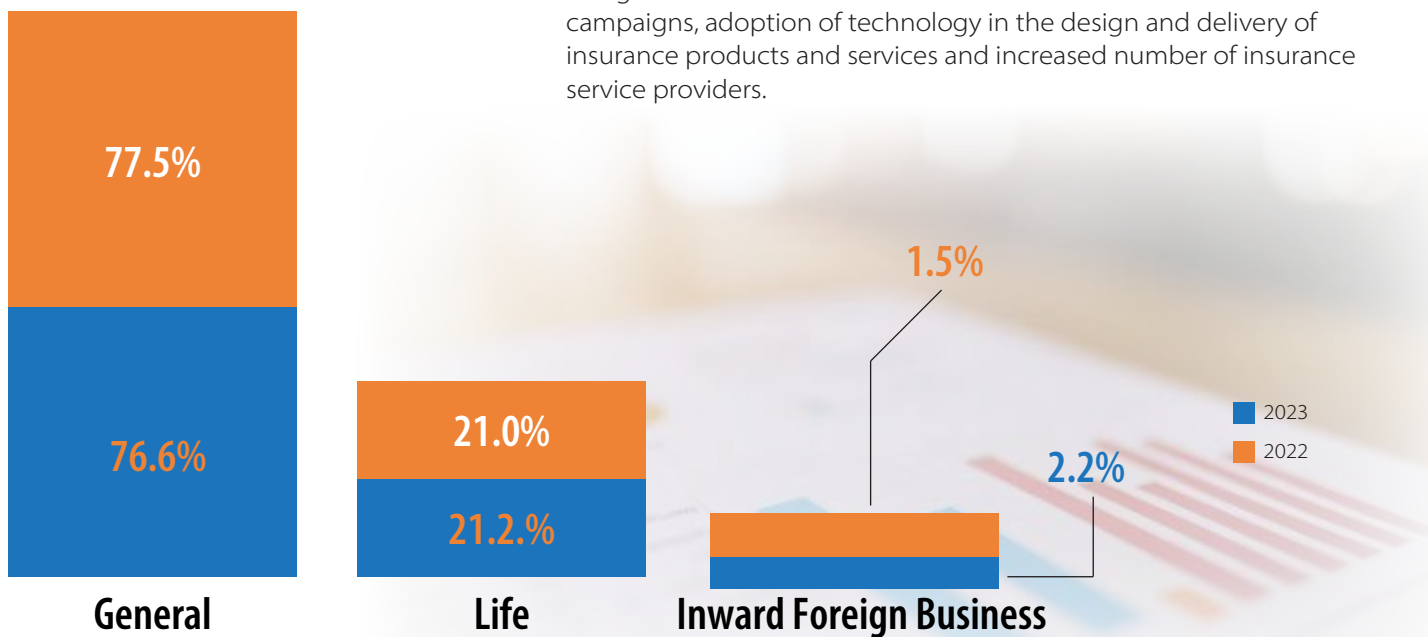 campaigns, adoption of technology in the design and delivery of
insurance products and services and increased number of insurance
service providers.
77.5%
76.6%
21.0%
21.2.%
1.5%
2.2%
2023
2022
General
Life
Inward Foreign Business